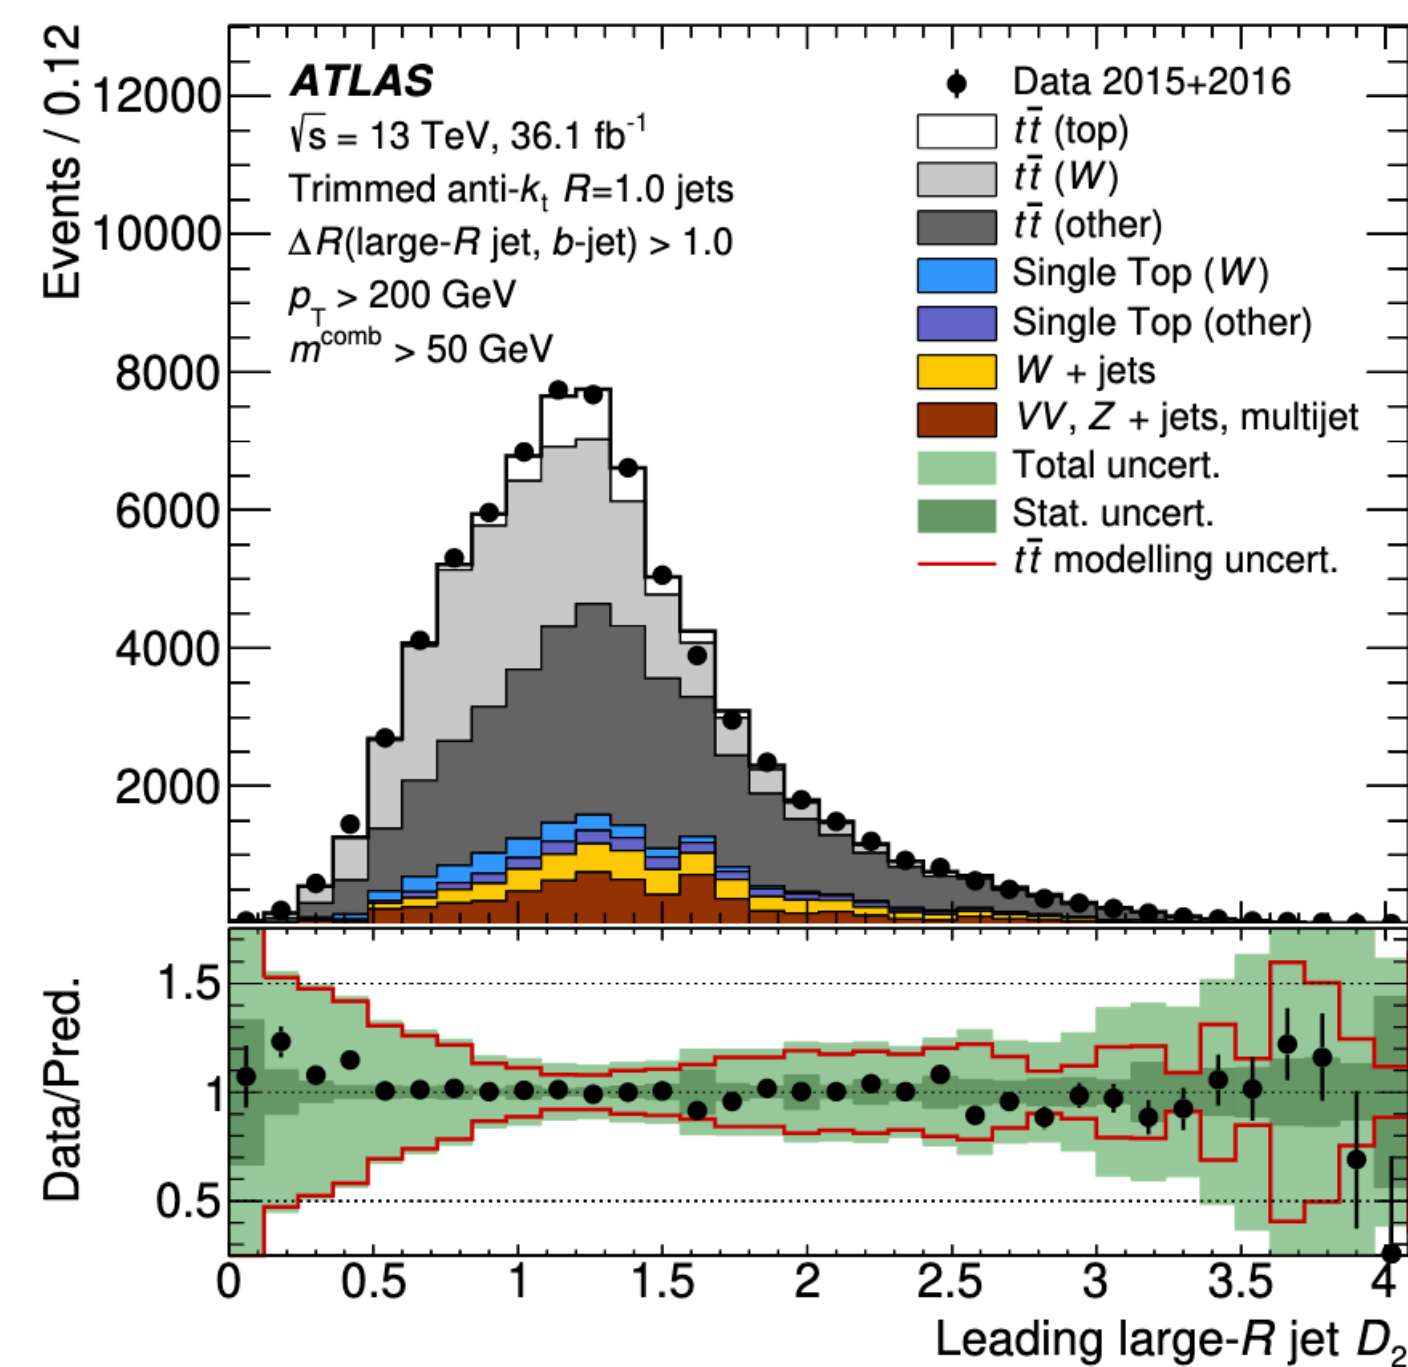 Events / 0.12
12000
10000
8000
6000
4000
2000
ATLAS
√s = 13 TeV, 36.1 fb⁻¹
Trimmed anti-kₜ R=1.0 jets
ΔR(large-R jet, b-jet) > 1.0
p_T > 200 GeV
m^comb > 50 GeV
Data 2015+2016
tt̄ (top)
tt̄ (W)
tt̄ (other)
Single Top (W)
Single Top (other)
W + jets
VV, Z + jets, multijet
Total uncert.
Stat. uncert.
tt̄ modelling uncert.
Data/Pred.
1.5
1
0.5
0 0.5 1 1.5 2 2.5 3 3.5 4
Leading large-R jet D₂